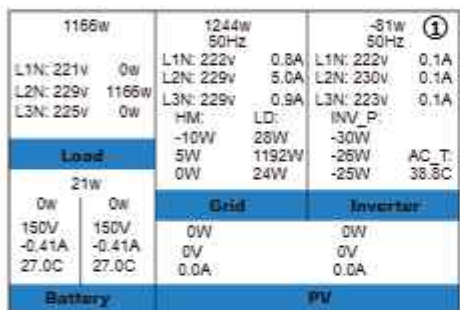 1166w
L1N: 221v 0w
L2N: 229v 1166w
L3N: 225v 0w
Load
1244w
50Hz
L1N: 222v 0.8A
L2N: 229v 5.0A
L3N: 229v 0.9A
HM: LD:
-10W 28W
5W 1192W
0W 24W
Grid
-81w ①
50Hz
L1N: 222v 0.1A
L2N: 230v 0.1A
L3N: 223v 0.1A
INV_P:
-30W
-26W AC_T:
-25W 38.8C
Inverter
21w
0w 0w
150V 150V
-0.41A -0.41A
27.0C 27.0C
Battery
0W 0W
0V 0V
0.0A 0.0A
PV